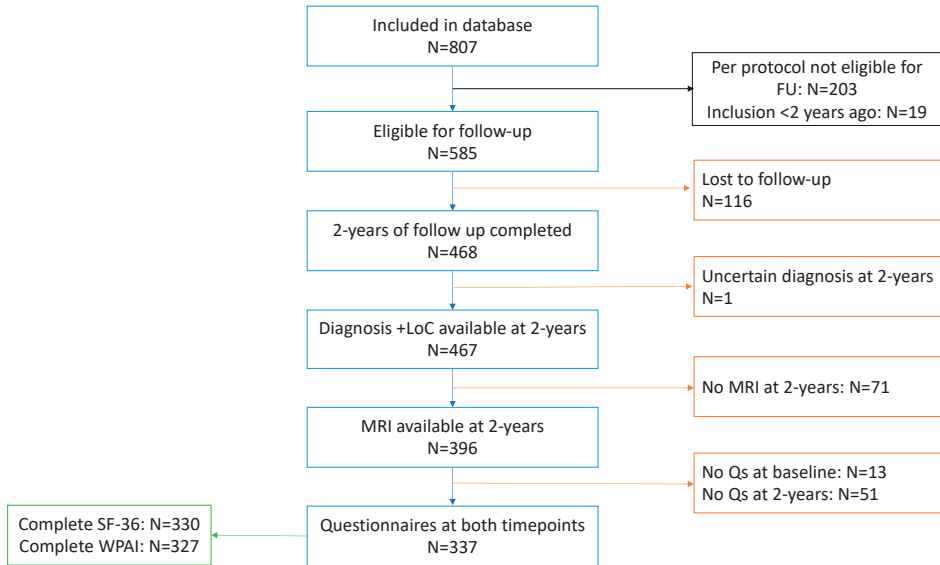 Included in database
N=807
Per protocol not eligible for
FU: N=203
Inclusion <2 years ago: N=19
Eligible for follow-up
N=585
Lost to follow-up
N=116
2-years of follow up completed
N=468
Uncertain diagnosis at 2-years
N=1
Diagnosis +LoC available at 2-years
N=467
No MRI at 2-years: N=71
MRI available at 2-years
N=396
No Qs at baseline: N=13
No Qs at 2-years: N=51
Complete SF-36: N=330
Complete WPAI: N=327
Questionnaires at both timepoints
N=337